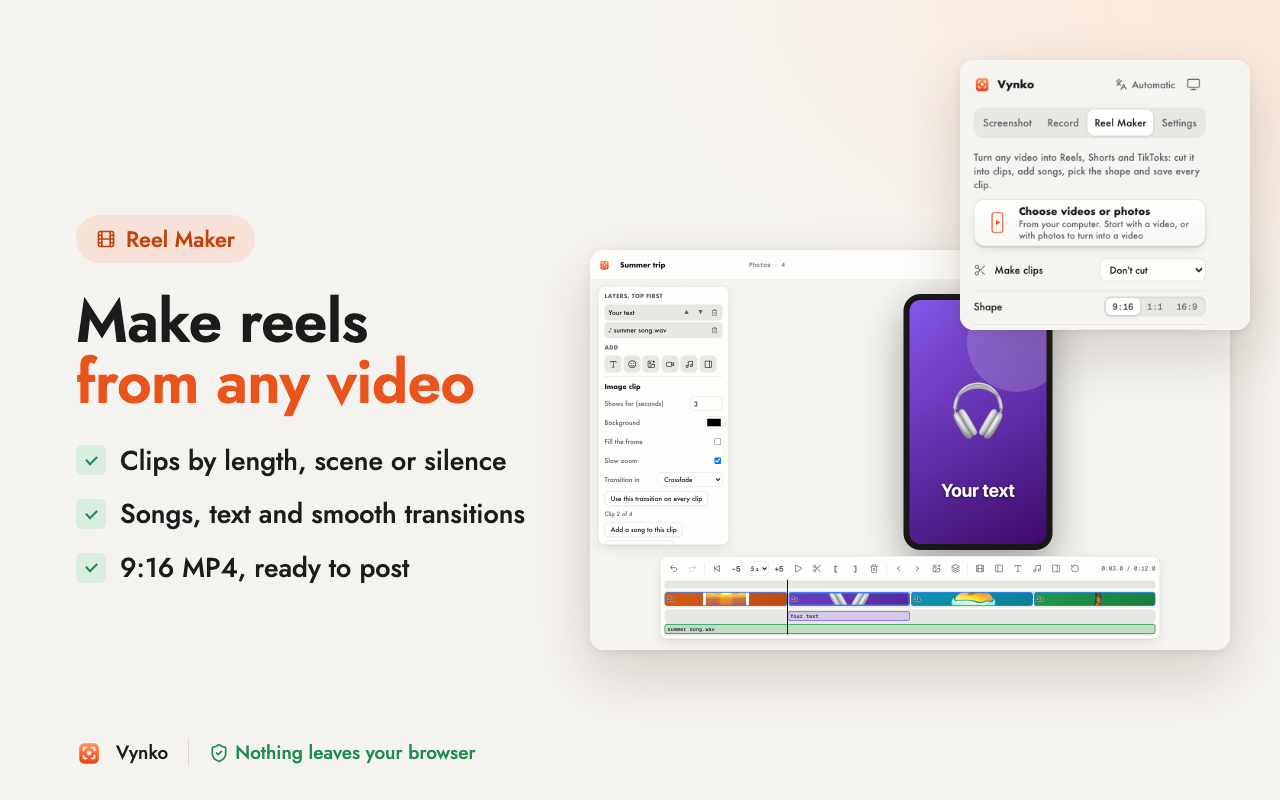 Reel Maker
Make reels
from any video
Clips by length, scene or silence
Songs, text and smooth transitions
9:16 MP4, ready to post
Vynko
Nothing leaves your browser
Vynko
Automatic
Screenshot Record Reel Maker Settings
Turn any video into Reels, Shorts and TikToks: cut it
into clips, add songs, pick the shape and save every
clip.
Choose videos or photos
From your computer. Start with a video, or
with photos to turn into a video
Make clips Don't cut
Shape 9:16 1:1 16:9
Summer trip Photos · 4
LAYERS, TOP FIRST
Your text
summer song.wav
ADD
Image clip
Shows for (seconds) 3
Background
Fill the frame
Slow zoom
Transition in Crossfade
Use this transition on every clip
Clip 2 of 4
Add a song to this clip
Your text
-5 5 s +5 [ ] 0:03.0 / 0:12.0
3s 3s 3s 3s
Your text
summer song.wav